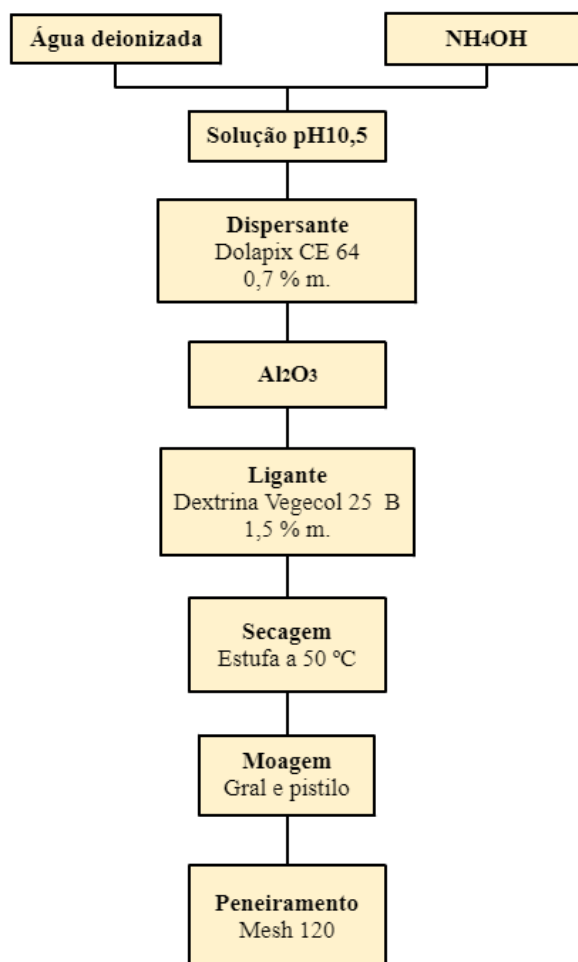 Água deionizada
NH₄OH
Solução pH10,5
Dispersante
Dolapix CE 64
0,7 % m.
Al₂O₃
Ligante
Dextrina Vegecol 25 B
1,5 % m.
Secagem
Estufa a 50 ºC
Moagem
Gral e pistilo
Peneiramento
Mesh 120